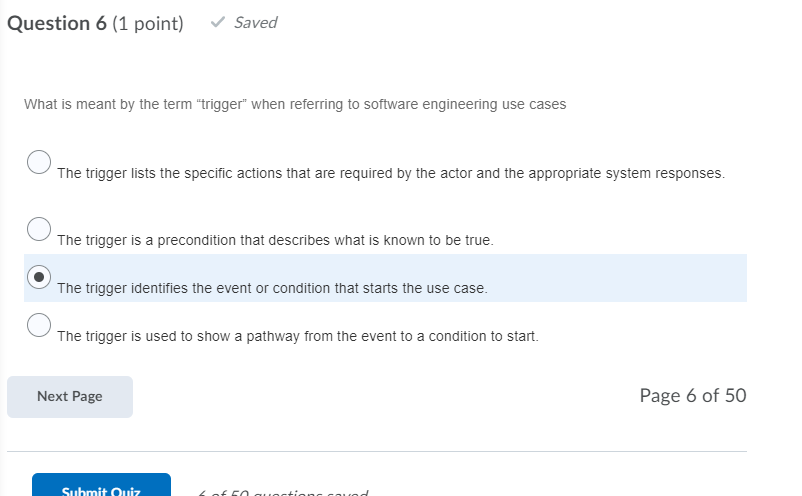 Question 6 (1 point) Saved
What is meant by the term “trigger” when referring to software engineering use cases
The trigger lists the specific actions that are required by the actor and the appropriate system responses.
The trigger is a precondition that describes what is known to be true.
The trigger identifies the event or condition that starts the use case.
The trigger is used to show a pathway from the event to a condition to start.
Next Page Page 6 of 50
Submit Quiz 6 of 50 questions saved